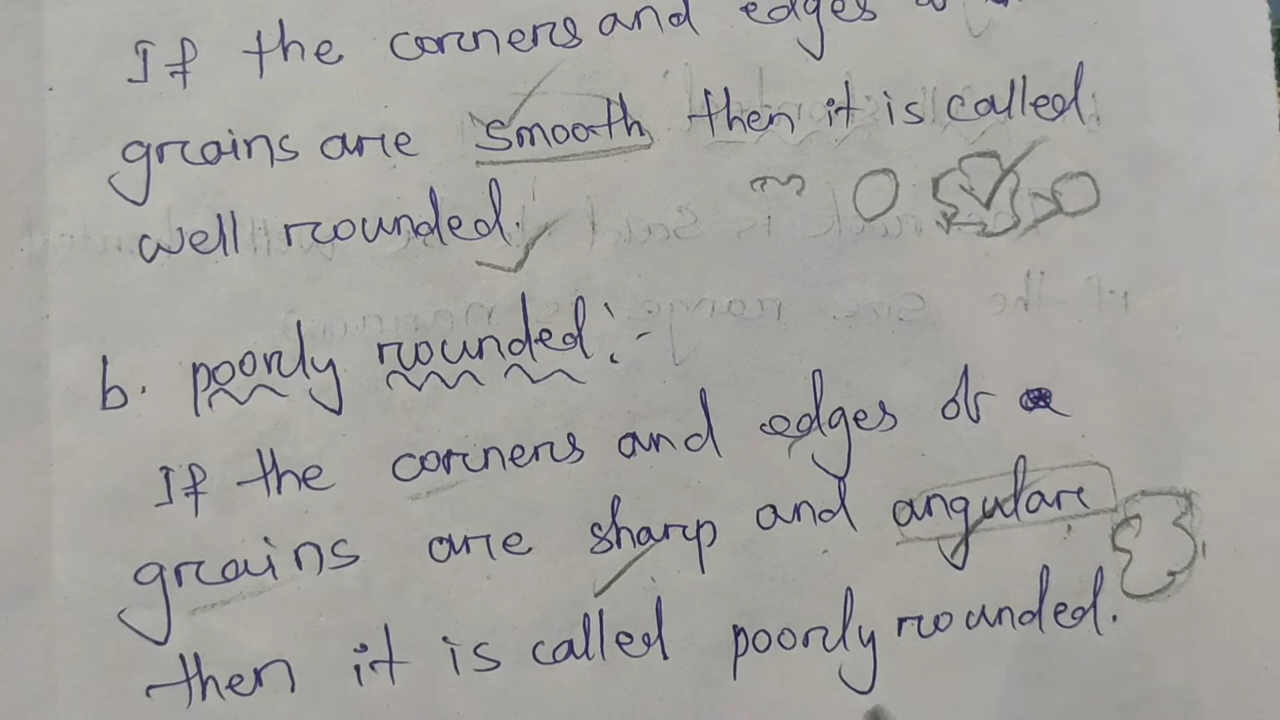 If the corners and edges
grains are smooth then it is called
well rounded.
b. poorly rounded:-
If the corners and edges of
grains are sharp and angular
then it is called poorly rounded.